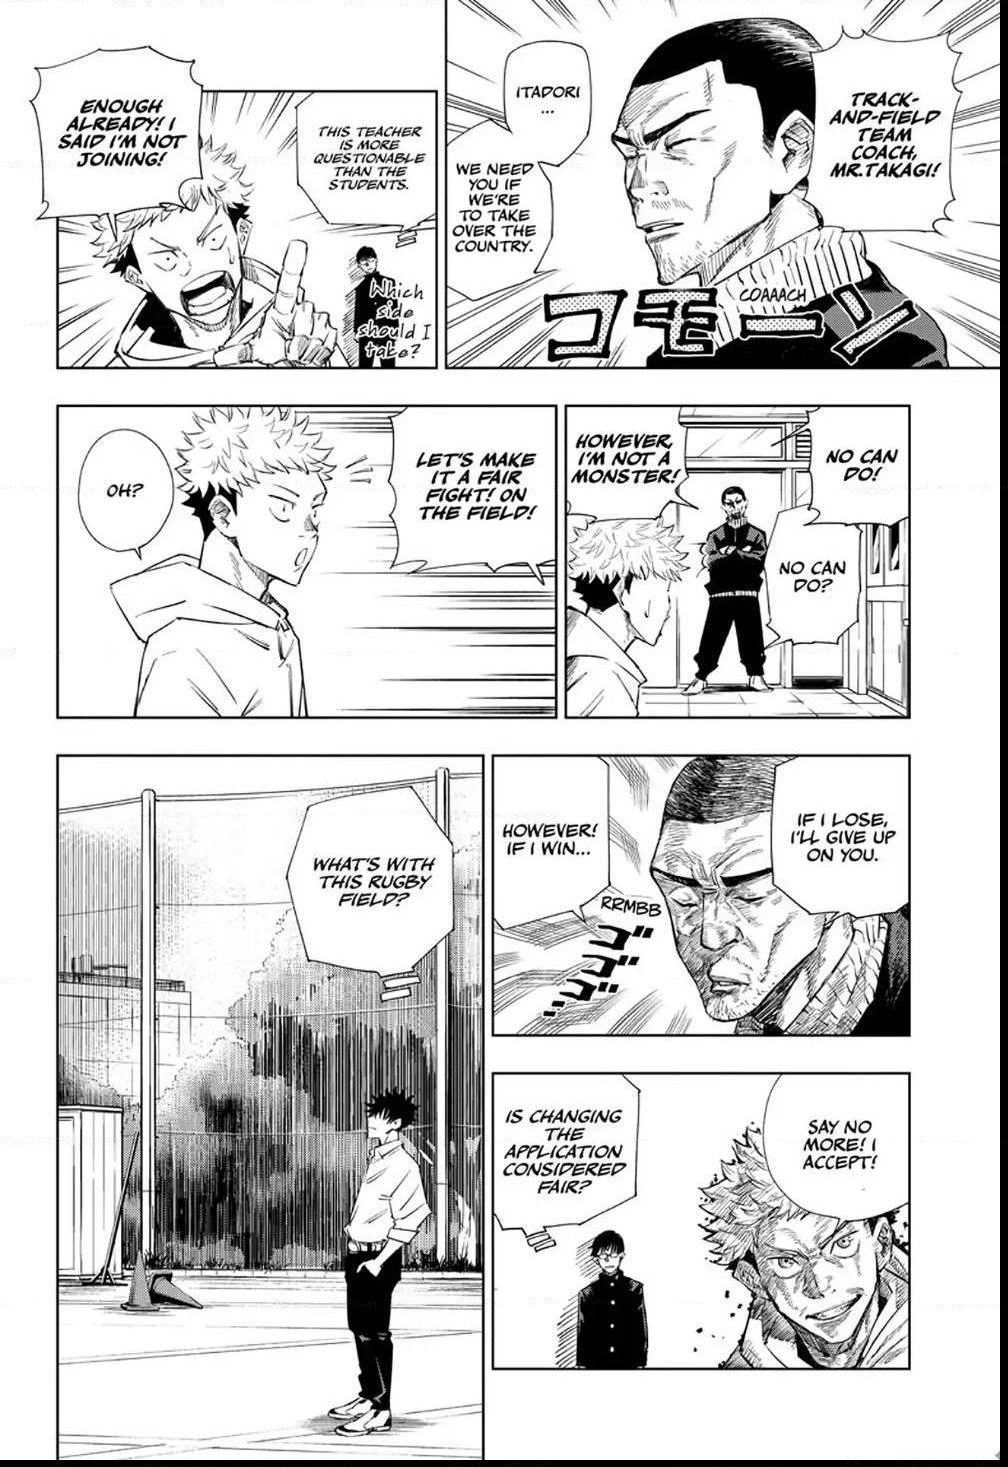 TRACK-
AND-FIELD
TEAM
COACH,
MR.TAKAGI!
ITADORI
...
WE NEED
YOU IF
WE'RE
TO TAKE
OVER THE
COUNTRY.
COAAACH
コモーン
THIS TEACHER
IS MORE
QUESTIONABLE
THAN THE
STUDENTS.
Which
side
should I
take?
ENOUGH
ALREADY! I
SAID I'M NOT
JOINING!
NO CAN
DO!
NO CAN
DO?
HOWEVER,
I'M NOT A
MONSTER!
LET'S MAKE
IT A FAIR
FIGHT! ON
THE FIELD!
OH?
IF I LOSE,
I'LL GIVE UP
ON YOU.
HOWEVER!
IF I WIN...
RRMBB
ゴゴゴ...
SAY NO
MORE! I
ACCEPT!
IS CHANGING
THE
APPLICATION
CONSIDERED
FAIR?
WHAT'S WITH
THIS RUGBY
FIELD?